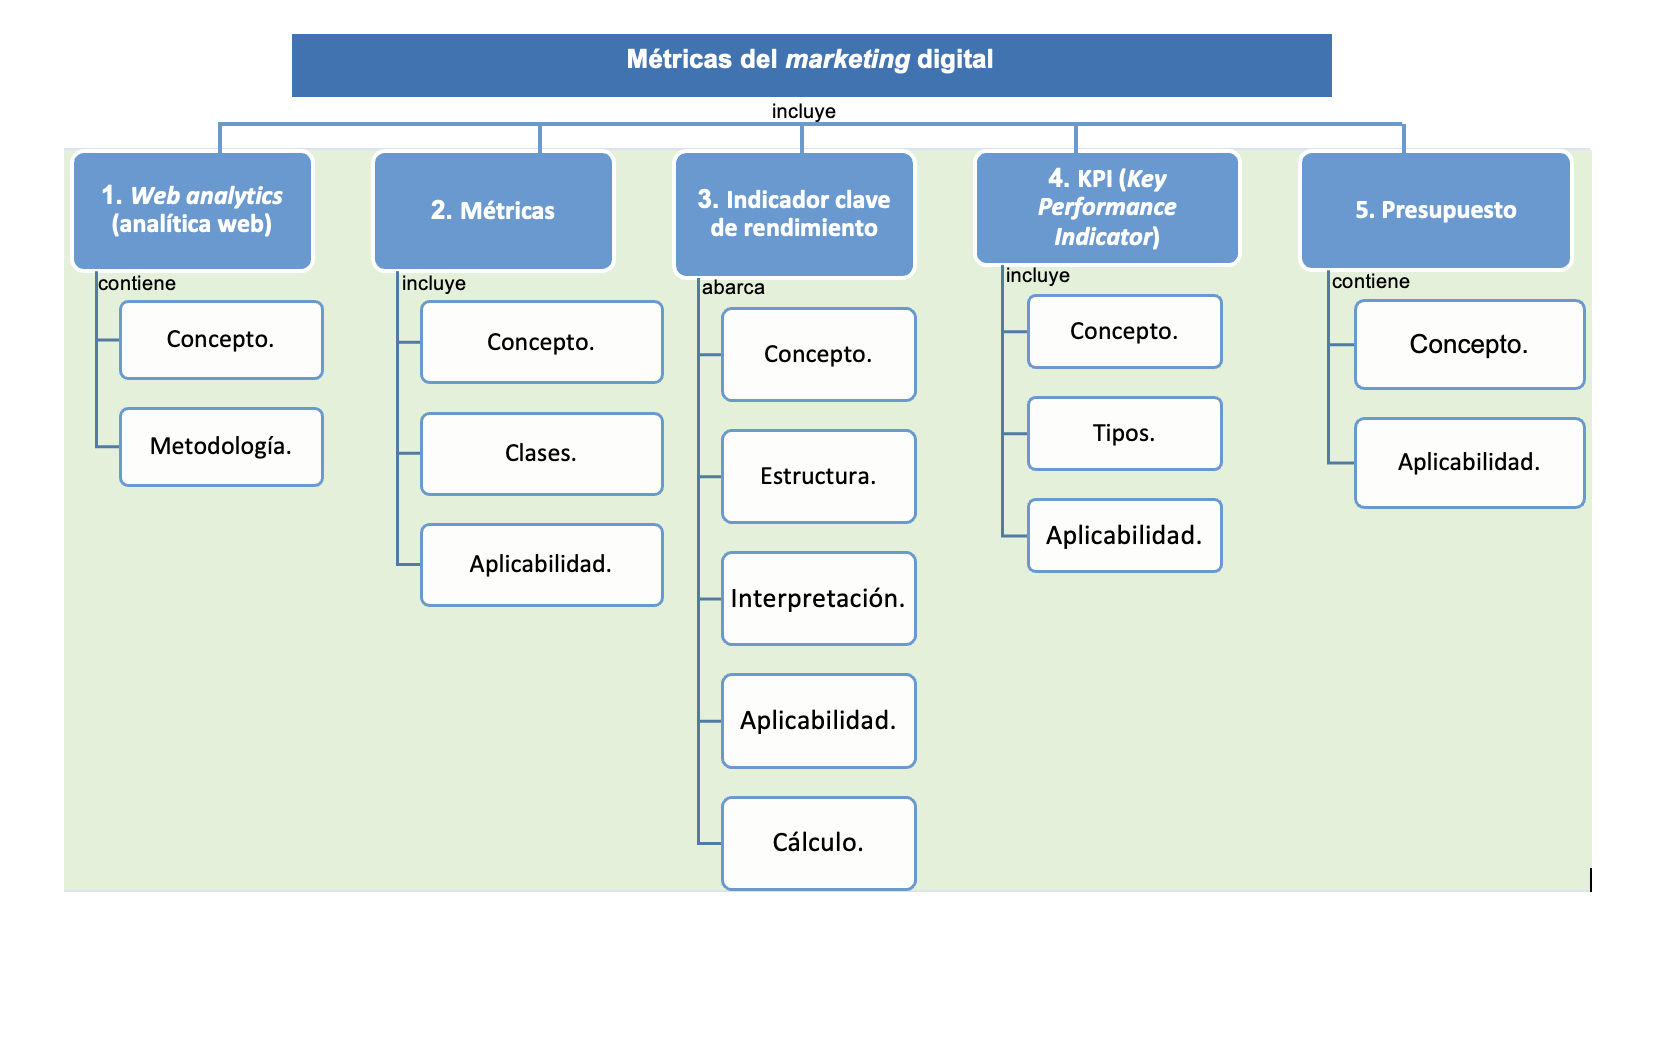 Métricas del marketing digital
incluye
1. Web analytics
(analítica web)
contiene
Concepto.
Metodología.
2. Métricas
incluye
Concepto.
Clases.
Aplicabilidad.
3. Indicador clave
de rendimiento
abarca
Concepto.
Estructura.
Interpretación.
Aplicabilidad.
Cálculo.
4. KPI (Key
Performance
Indicator)
incluye
Concepto.
Tipos.
Aplicabilidad.
5. Presupuesto
contiene
Concepto.
Aplicabilidad.